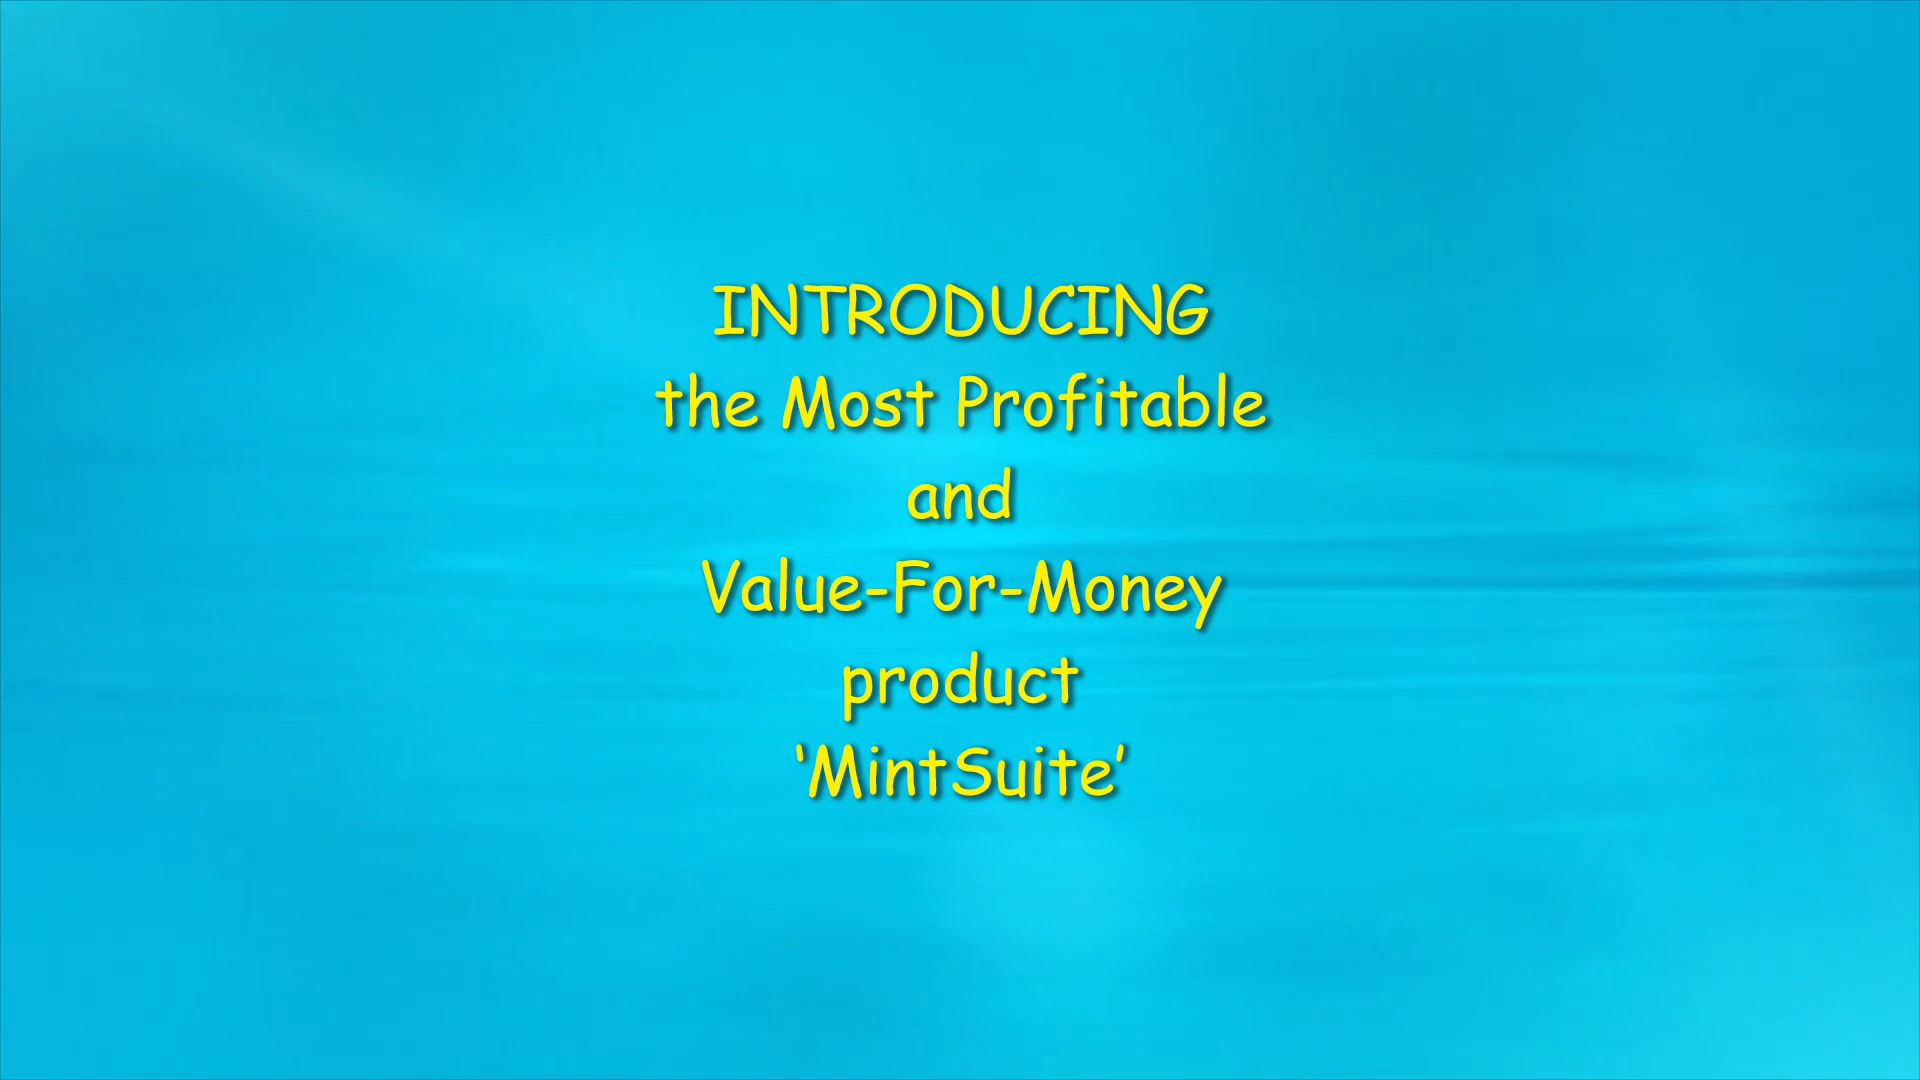 INTRODUCING
the Most Profitable
and
Value-For-Money
product
‘MintSuite’